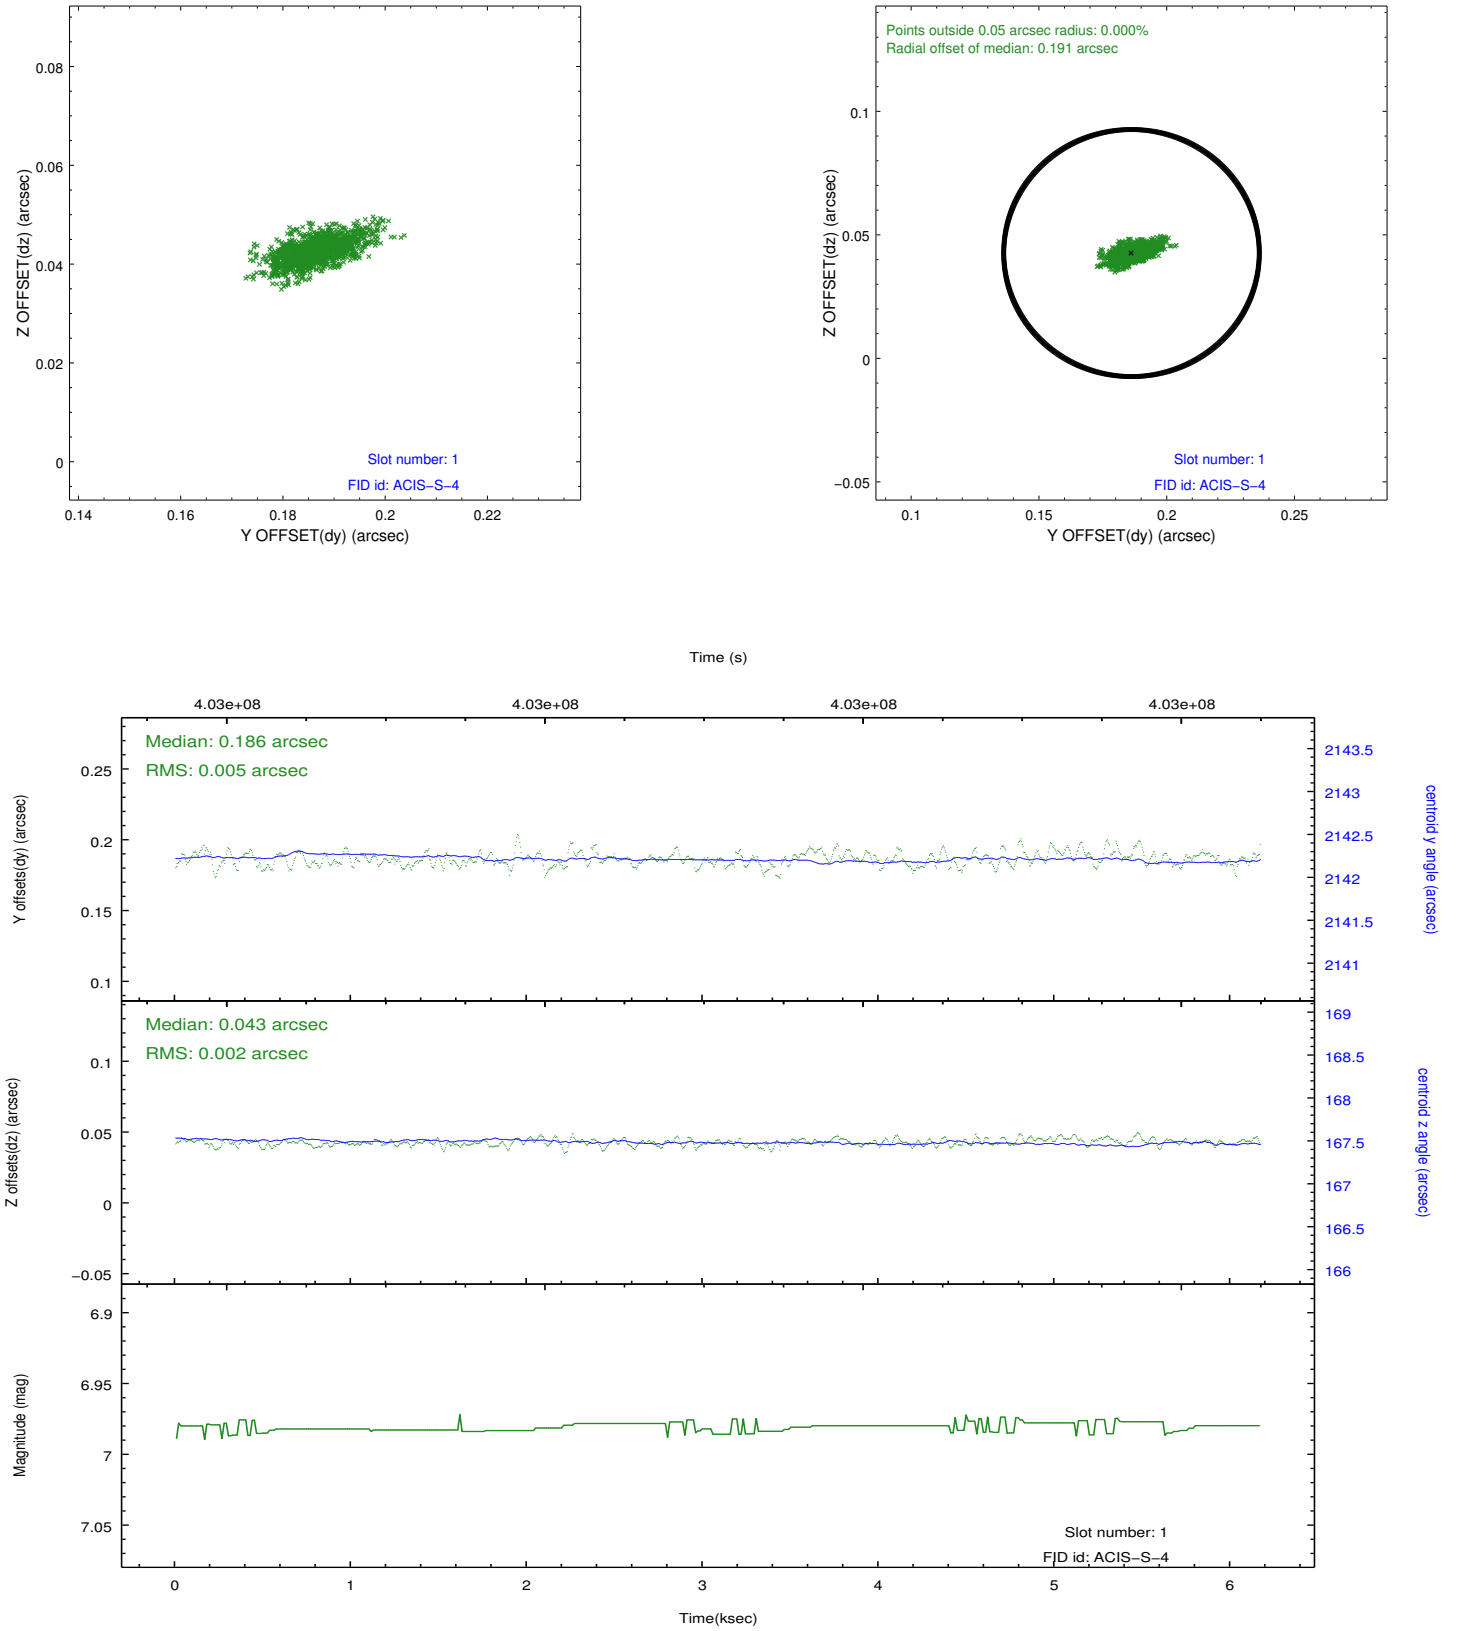 0.08
0.06
0.04
0.02
0
Z OFFSET(dz) (arcsec)
Slot number: 1
FID id: ACIS−S−4
0.14 0.16 0.18 0.2 0.22
Y OFFSET(dy) (arcsec)
Points outside 0.05 arcsec radius: 0.000%
Radial offset of median: 0.191 arcsec
0.1
0.05
0
−0.05
Z OFFSET(dz) (arcsec)
Slot number: 1
FID id: ACIS−S−4
0.1 0.15 0.2 0.25
Y OFFSET(dy) (arcsec)
Time (s)
4.03e+08 4.03e+08 4.03e+08 4.03e+08
Median: 0.186 arcsec
RMS: 0.005 arcsec
0.25
0.2
0.15
0.1
Y offsets(dy) (arcsec)
2143.5
2143
2142.5
2142
2141.5
2141
centroid y angle (arcsec)
Median: 0.043 arcsec
RMS: 0.002 arcsec
0.1
0.05
0
−0.05
Z offsets(dz) (arcsec)
169
168.5
168
167.5
167
166.5
166
centroid z angle (arcsec)
6.9
6.95
7
7.05
Magnitude (mag)
Slot number: 1
FID id: ACIS−S−4
0 1 2 3 4 5 6
Time(ksec)